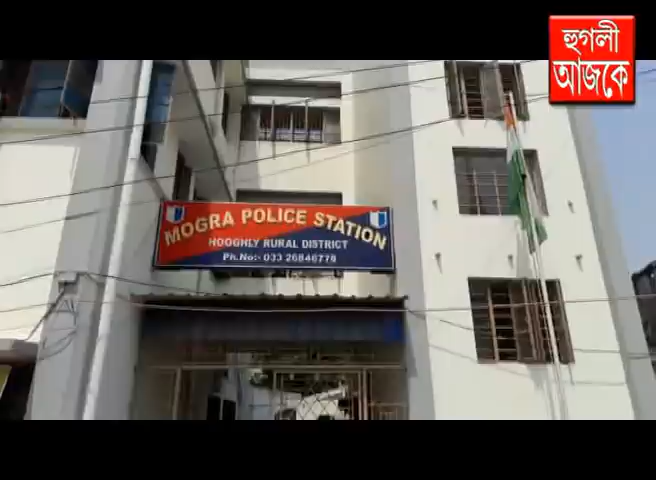 হুগলী
আজকে
MOGRA POLICE STATION
HOOGHLY RURAL DISTRICT
Ph.No:- 033 26846778